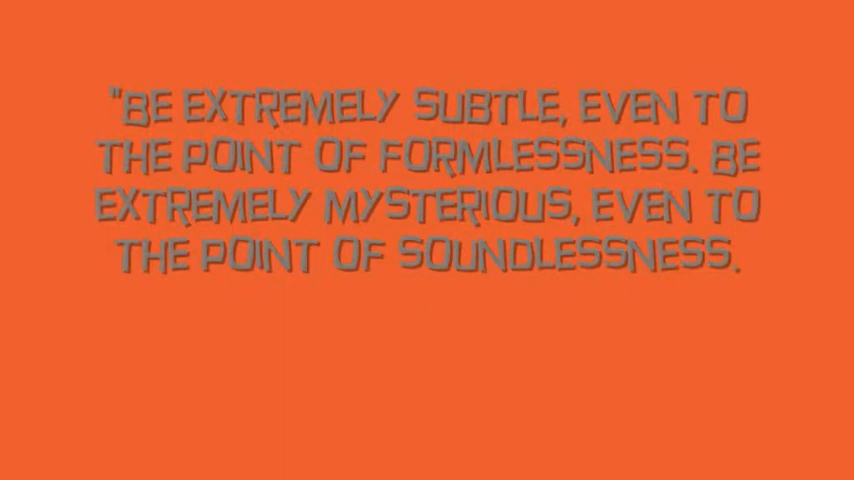 "BE EXTREMELY SUBTLE, EVEN TO
THE POINT OF FORMLESSNESS. BE
EXTREMELY MYSTERIOUS, EVEN TO
THE POINT OF SOUNDLESSNESS.